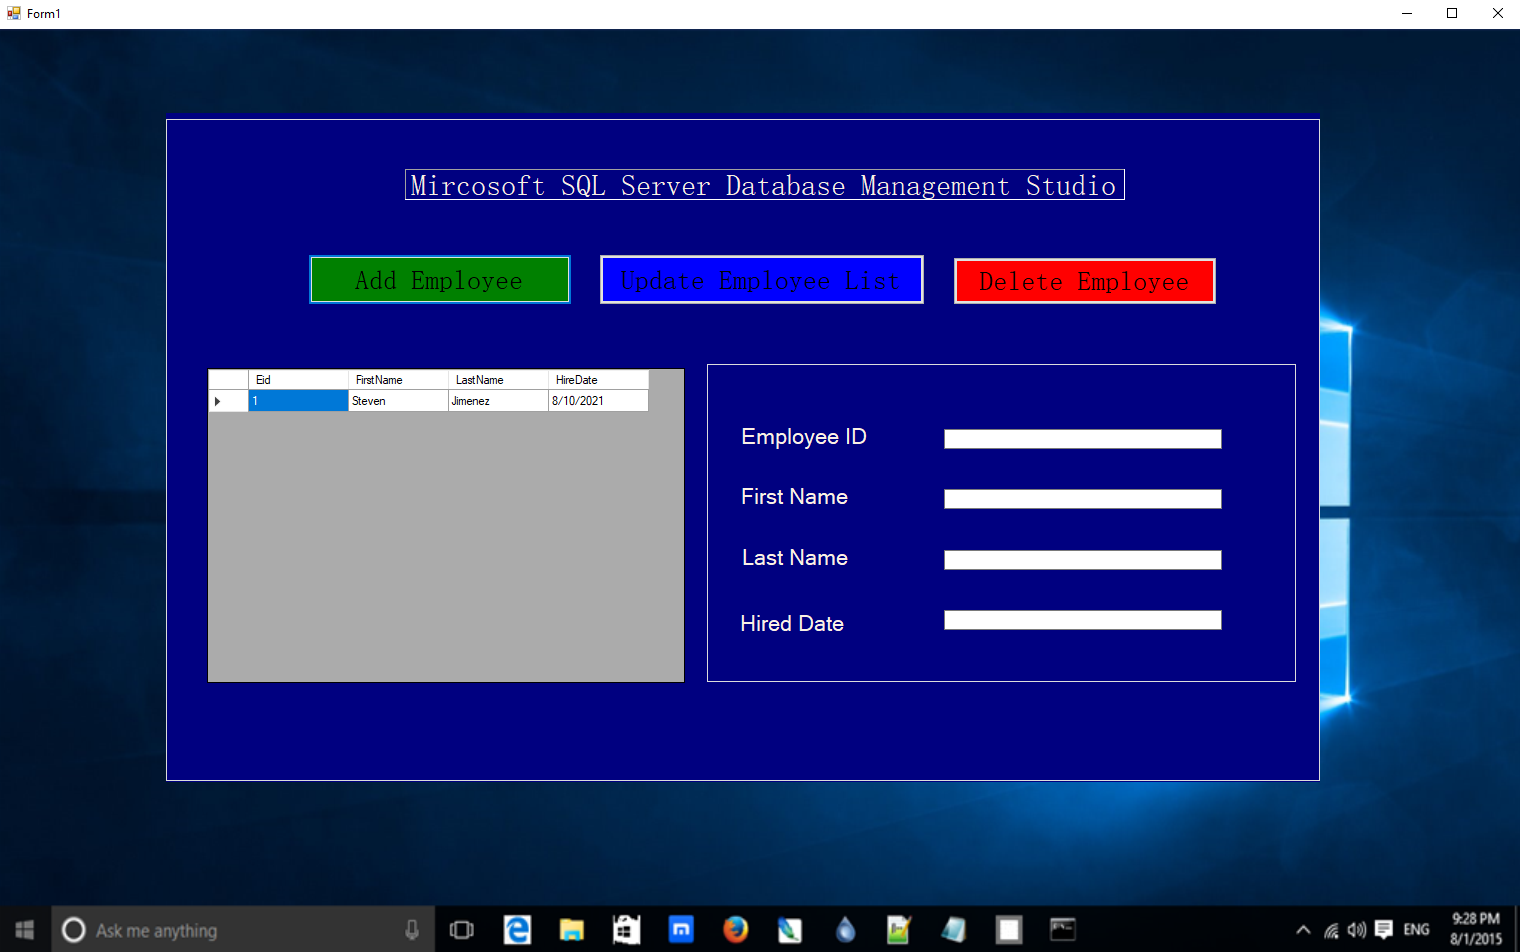 Form1
Mircosoft SQL Server Database Management Studio
Add Employee
Update Employee List
Delete Employee
Eid FirstName LastName HireDate
1 Steven Jimenez 8/10/2021
Employee ID
First Name
Last Name
Hired Date
Ask me anything
ENG
9:28 PM
8/1/2015